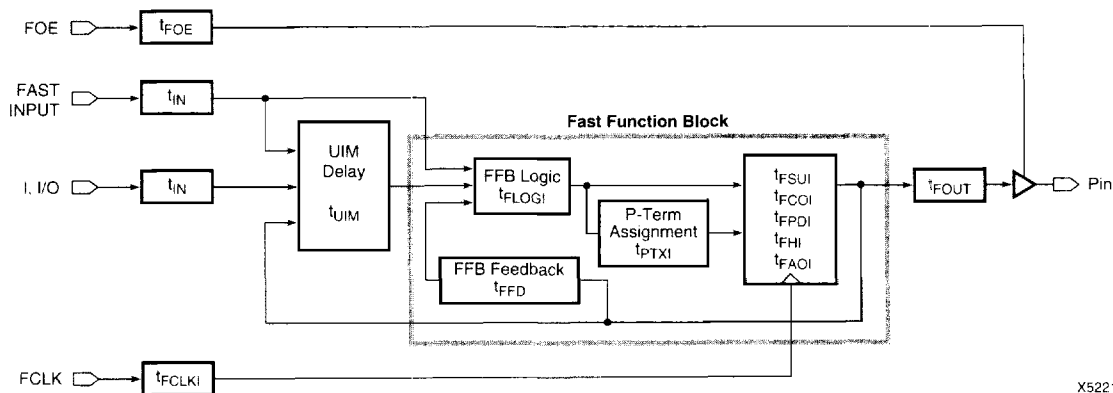 FOE
tFOE
FAST
INPUT
tIN
Fast Function Block
UIM
Delay
tUIM
I, I/O
tIN
FFB Logic
tFLOGI
P-Term
Assignment
tPTXI
FFB Feedback
tFFD
tFSUI
tFCOI
tFPDI
tFHI
tFAOI
tFOUT
Pin
FCLK
tFCLKI
X5221